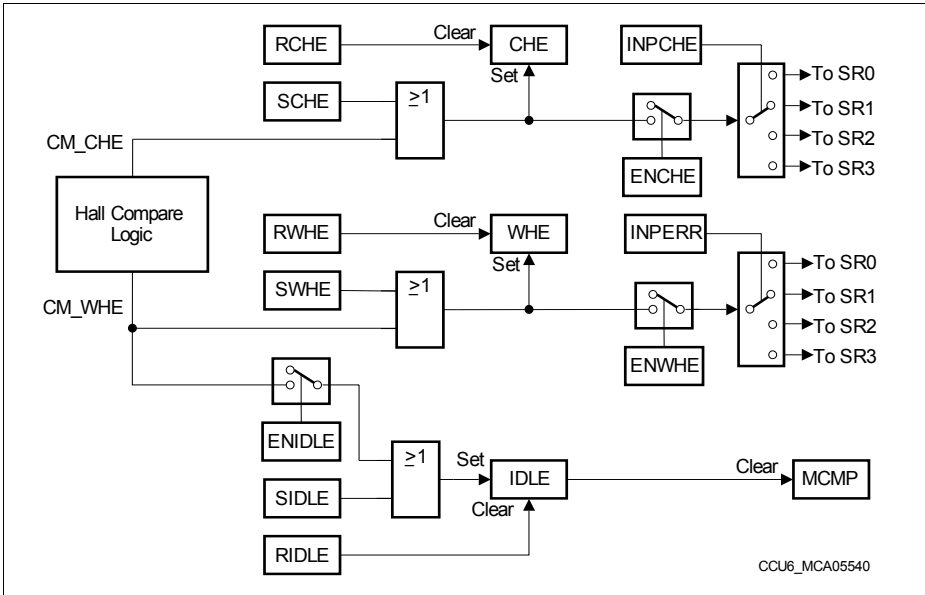 RCHE
Clear
CHE
INPCHE
Set
SCHE
≥1
To SR0
To SR1
To SR2
To SR3
CM_CHE
ENCHE
Hall Compare
Logic
RWHE
Clear
WHE
INPERR
Set
SWHE
≥1
To SR0
To SR1
To SR2
To SR3
CM_WHE
ENWHE
ENIDLE
≥1
Set
IDLE
Clear
MCMP
SIDLE
Clear
RIDLE
CCU6_MCA05540